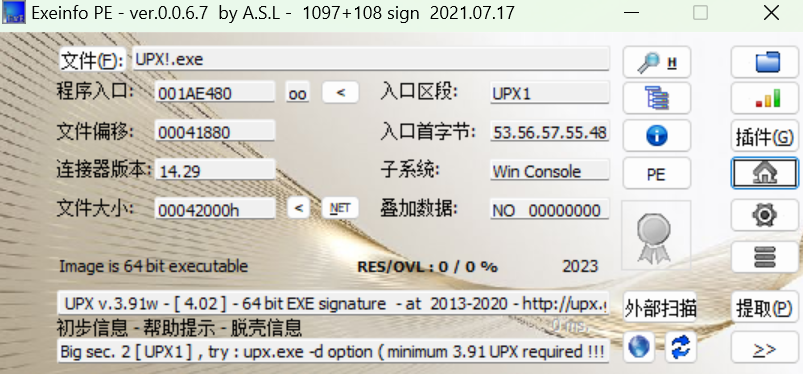 Exeinfo PE - ver.0.0.6.7 by A.S.L - 1097+108 sign 2021.07.17
文件(F): UPX!.exe H
程序入口: 001AE480 oo < 入口区段: UPX1
文件偏移: 00041880 入口首字节: 53.56.57.55.48 插件(G)
连接器版本: 14.29 子系统: Win Console PE
文件大小: 00042000h < NET 叠加数据: NO 00000000
Image is 64 bit executable RES/OVL : 0 / 0 % 2023
UPX v.3.91w - [ 4.02 ] - 64 bit EXE signature - at 2013-2020 - http://upx. 外部扫描 提取(P)
初步信息 - 帮助提示 - 脱壳信息 0 ms.
Big sec. 2 [ UPX1 ] , try : upx.exe -d option ( minimum 3.91 UPX required !!! >>